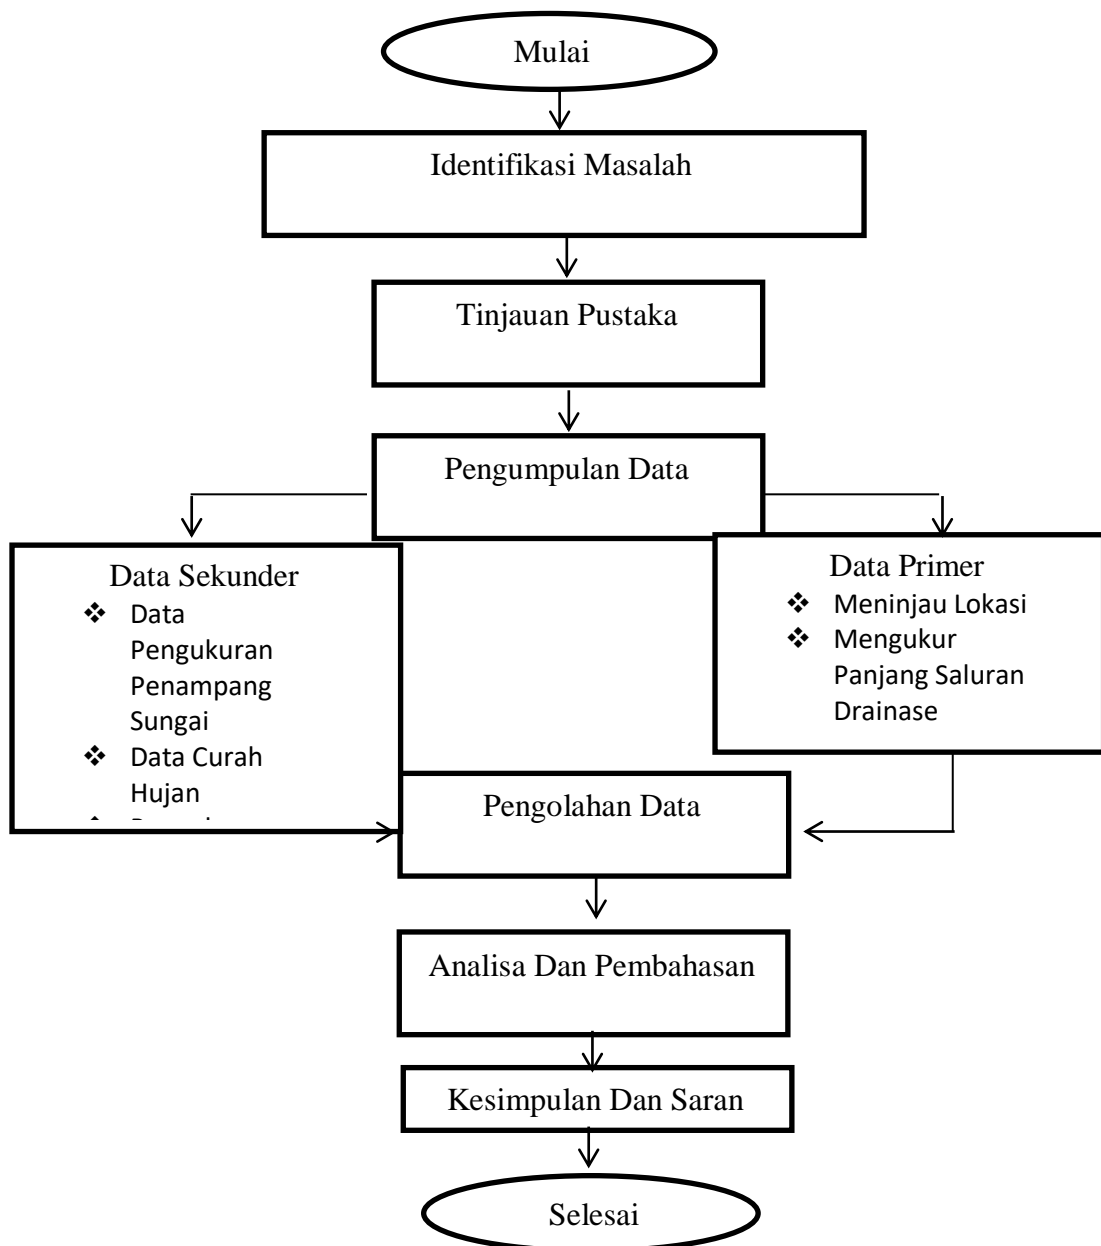 Mulai
Identifikasi Masalah
Tinjauan Pustaka
Pengumpulan Data
Data Sekunder
❖ Data
Pengukuran
Penampang
Sungai
❖ Data Curah
Hujan
Data Primer
❖ Meninjau Lokasi
❖ Mengukur
Panjang Saluran
Drainase
Pengolahan Data
Analisa Dan Pembahasan
Kesimpulan Dan Saran
Selesai